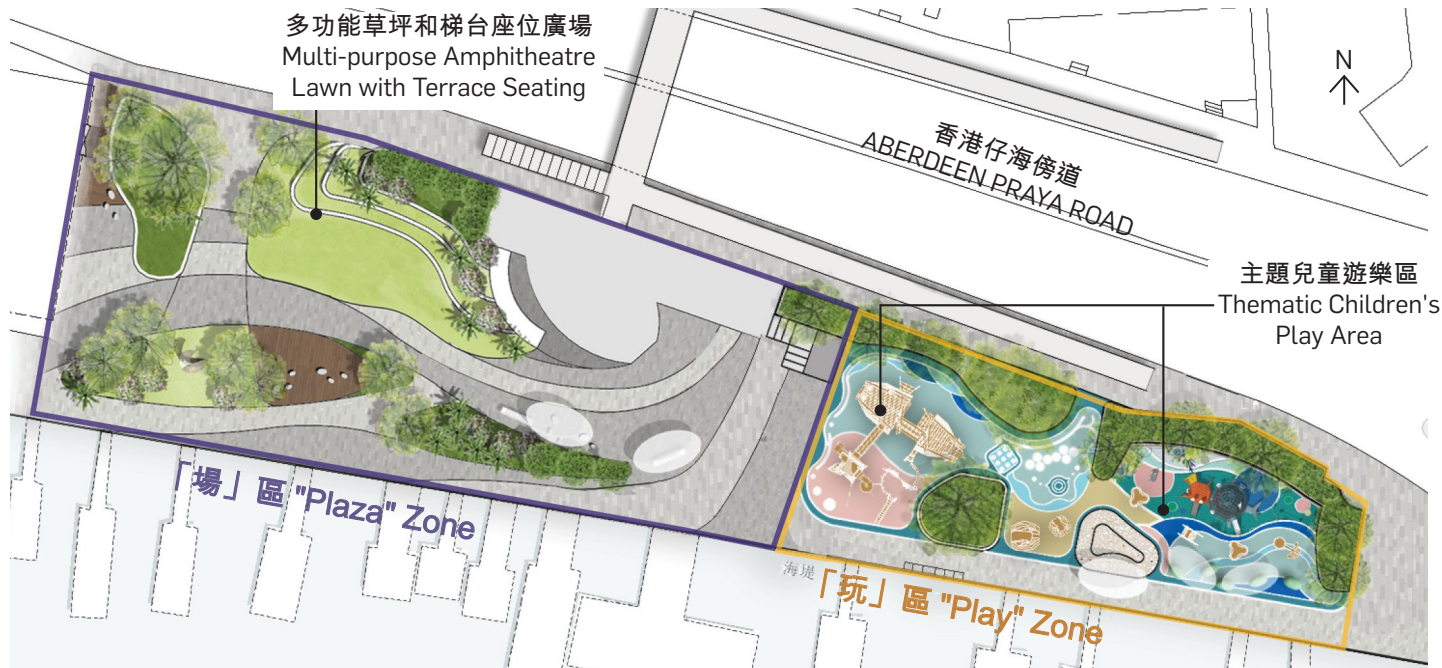 多功能草坪和梯台座位廣場
Multi-purpose Amphitheatre
Lawn with Terrace Seating
N
香港仔海傍道
ABERDEEN PRAYA ROAD
主題兒童遊樂區
Thematic Children's
Play Area
「場」區 "Plaza" Zone
海堤
「玩」區 "Play" Zone